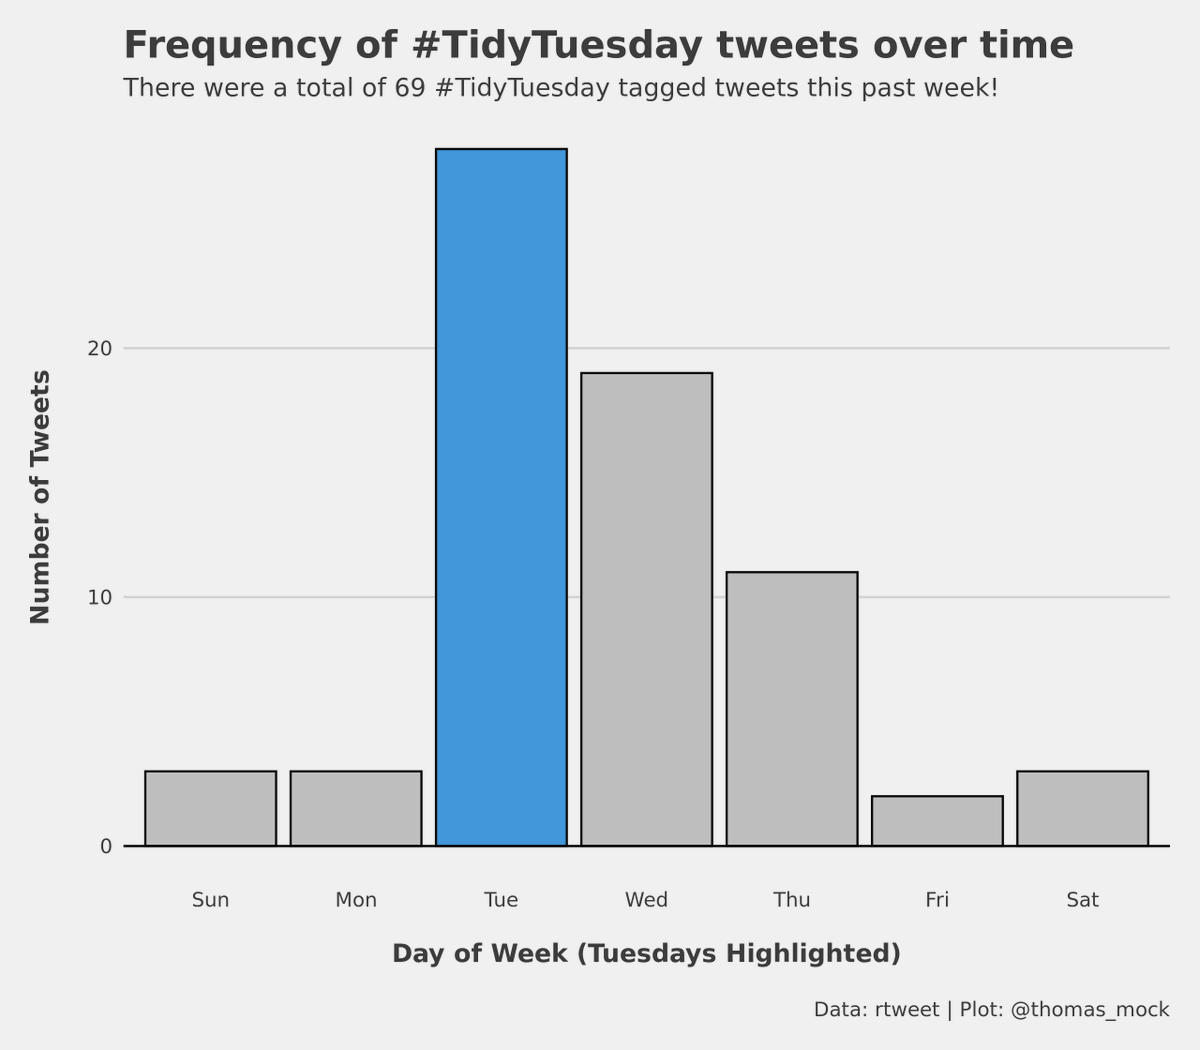 Frequency of #TidyTuesday tweets over time
There were a total of 69 #TidyTuesday tagged tweets this past week!
Number of Tweets
20
10
0
Sun Mon Tue Wed Thu Fri Sat
Day of Week (Tuesdays Highlighted)
Data: rtweet | Plot: @thomas_mock